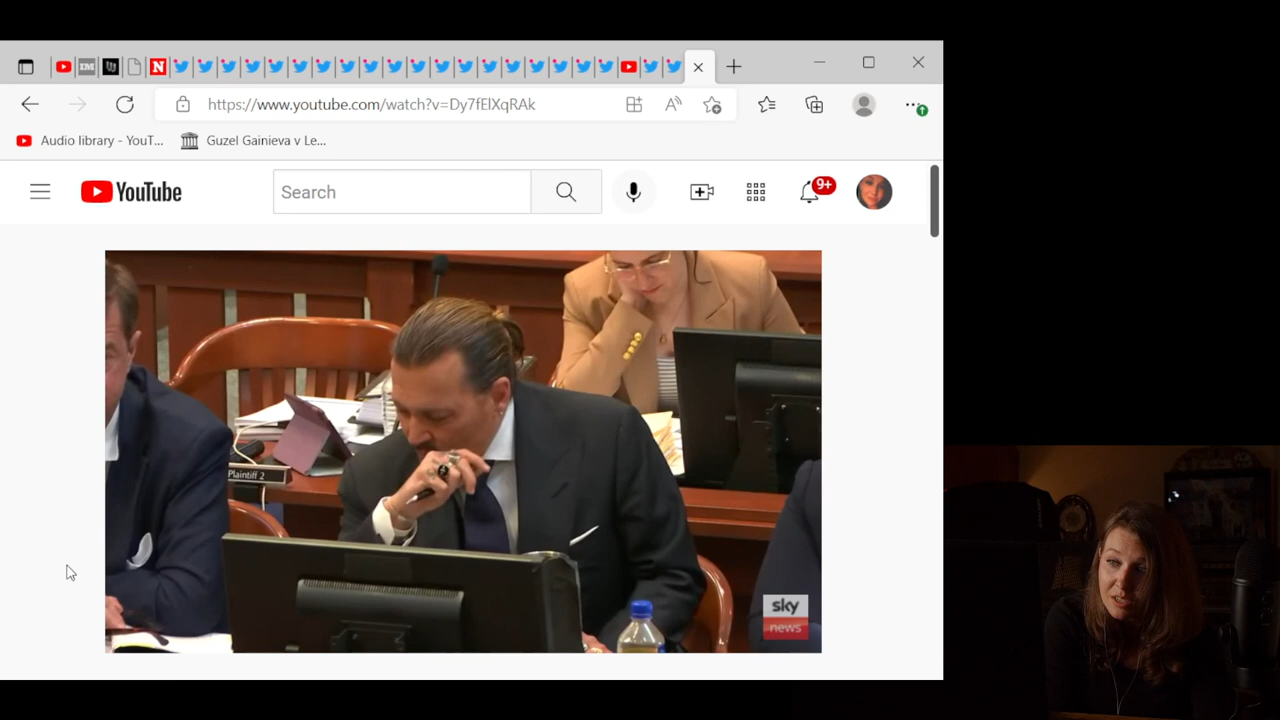 https://www.youtube.com/watch?v=Dy7fElXqRAk
Audio library - YouT...
Guzel Gainieva v Le...
YouTube
Search
9+
Plaintiff 2
sky
news